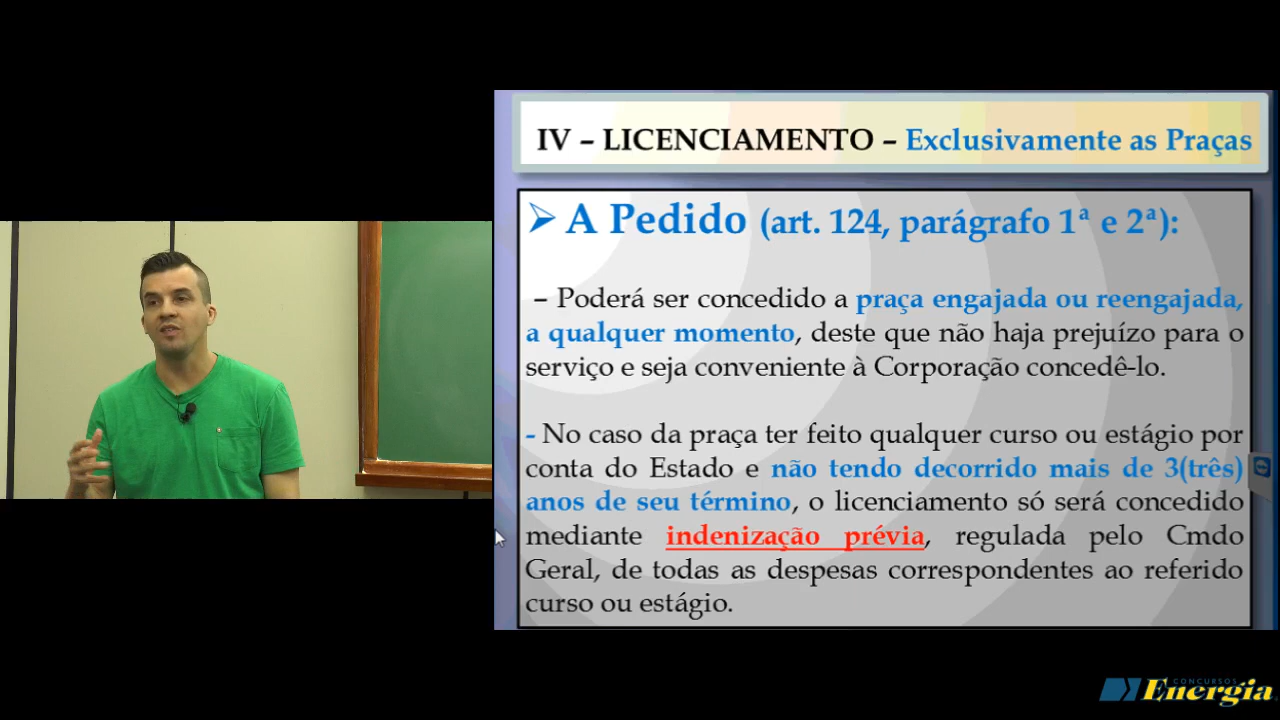 IV – LICENCIAMENTO – Exclusivamente as Praças
➢ A Pedido (art. 124, parágrafo 1ª e 2ª):
– Poderá ser concedido a praça engajada ou reengajada,
a qualquer momento, deste que não haja prejuízo para o
serviço e seja conveniente à Corporação concedê-lo.
- No caso da praça ter feito qualquer curso ou estágio por
conta do Estado e não tendo decorrido mais de 3(três)
anos de seu término, o licenciamento só será concedido
mediante indenização prévia, regulada pelo Cmdo
Geral, de todas as despesas correspondentes ao referido
curso ou estágio.
CONCURSOS
Energia